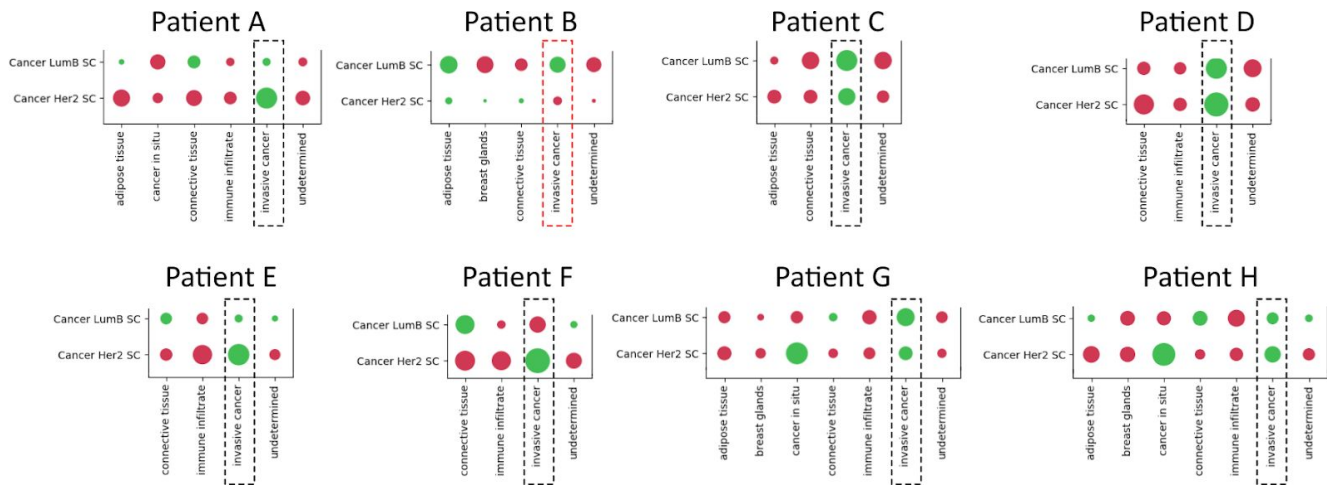 Patient A
Cancer LumB SC
Cancer Her2 SC
adipose tissue
cancer in situ
connective tissue
immune infiltrate
invasive cancer
undetermined
Patient B
Cancer LumB SC
Cancer Her2 SC
adipose tissue
breast glands
connective tissue
invasive cancer
undetermined
Patient C
Cancer LumB SC
Cancer Her2 SC
adipose tissue
connective tissue
invasive cancer
undetermined
Patient D
Cancer LumB SC
Cancer Her2 SC
connective tissue
immune infiltrate
invasive cancer
undetermined
Patient E
Cancer LumB SC
Cancer Her2 SC
connective tissue
immune infiltrate
invasive cancer
undetermined
Patient F
Cancer LumB SC
Cancer Her2 SC
connective tissue
immune infiltrate
invasive cancer
undetermined
Patient G
Cancer LumB SC
Cancer Her2 SC
adipose tissue
breast glands
cancer in situ
connective tissue
immune infiltrate
invasive cancer
undetermined
Patient H
Cancer LumB SC
Cancer Her2 SC
adipose tissue
breast glands
cancer in situ
connective tissue
immune infiltrate
invasive cancer
undetermined